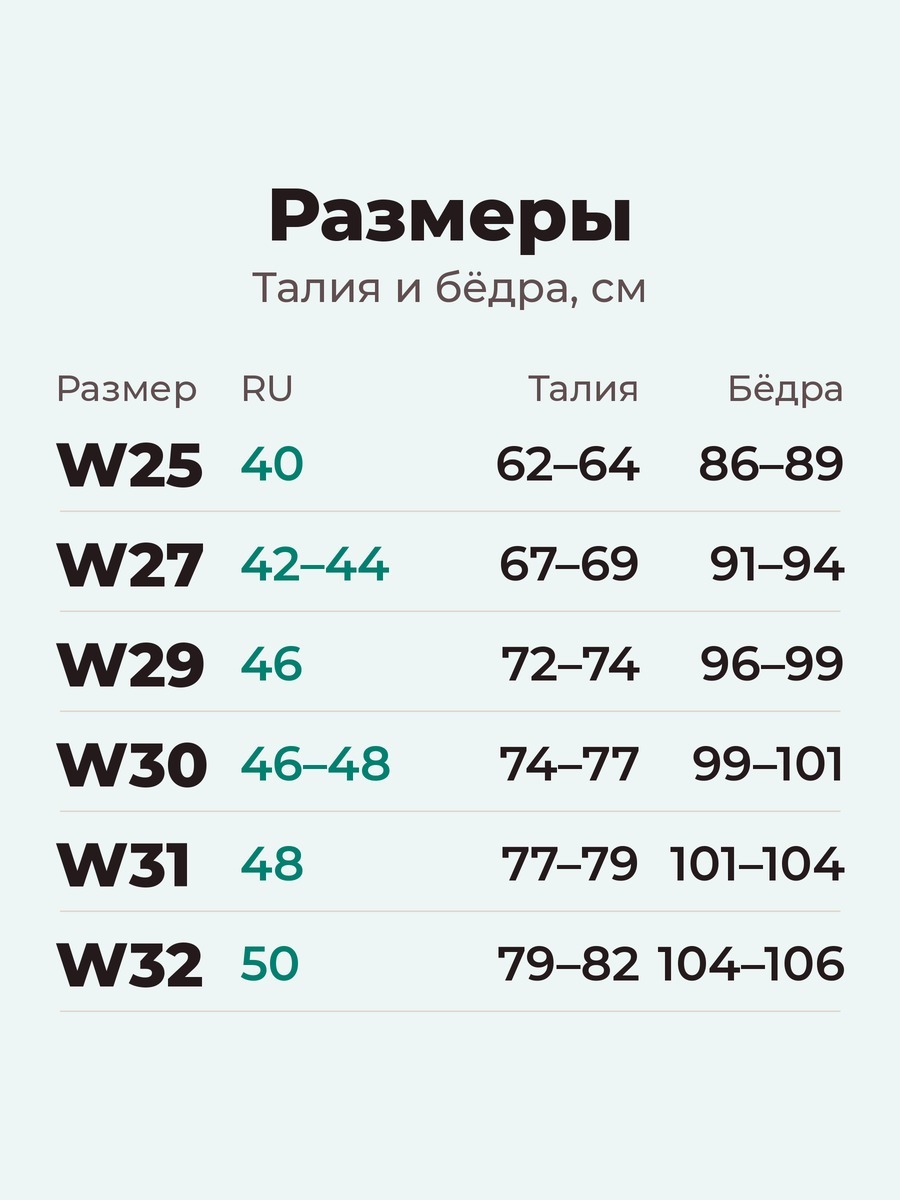 Размеры
Талия и бёдра, см
Размер RU Талия Бёдра
W25 40 62–64 86–89
W27 42–44 67–69 91–94
W29 46 72–74 96–99
W30 46–48 74–77 99–101
W31 48 77–79 101–104
W32 50 79–82 104–106